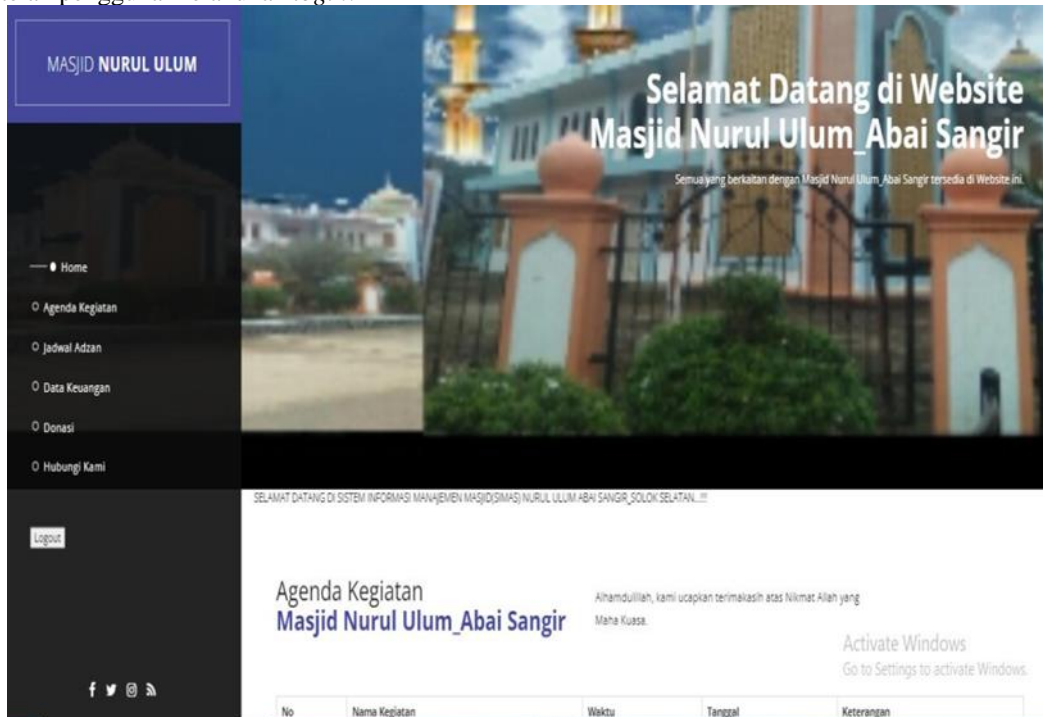 MASJID NURUL ULUM
Selamat Datang di Website
Masjid Nurul Ulum_Abai Sangir
Semua yang berkaitan dengan Masjid Nurul Ulum_Abai Sangir tersedia di Website ini.
Home
Agenda Kegiatan
Jadwal Adzan
Data Keuangan
Donasi
Hubungi Kami
Logout
SELAMAT DATANG DI SISTEM INFORMASI MANAJEMEN MASJID(SIMAS) NURUL ULUM ABAI SANGIR_SOLOK SELATAN...!!!
Agenda Kegiatan
Masjid Nurul Ulum_Abai Sangir
Alhamdulillah, kami ucapkan terimakasih atas Nikmat Allah yang
Maha Kuasa.
Activate Windows
Go to Settings to activate Windows.
No Nama Kegiatan Waktu Tanggal Keterangan